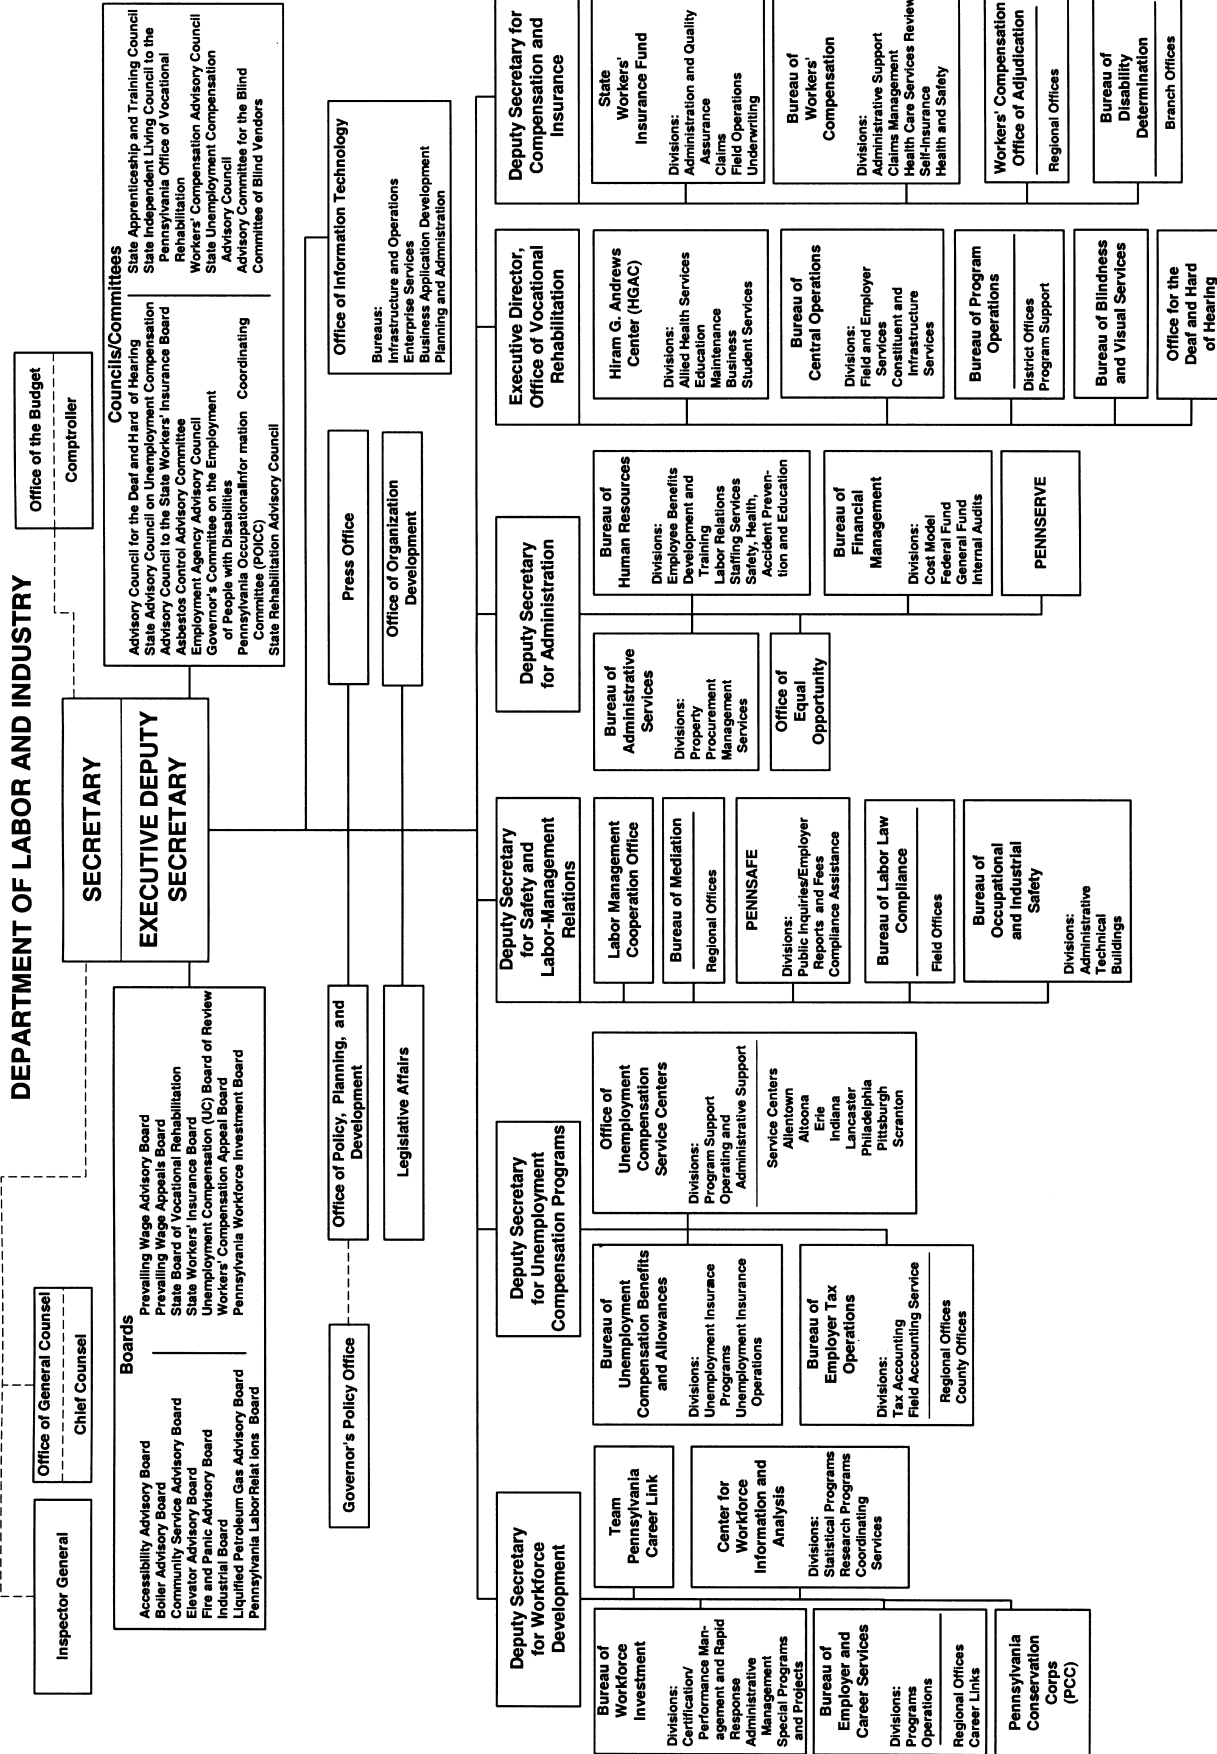 DEPARTMENT OF LABOR AND INDUSTRY
Inspector General
Office of General Counsel
Chief Counsel
SECRETARY
EXECUTIVE DEPUTY
SECRETARY
Office of the Budget
Comptroller
Boards
Accessibility Advisory Board
Boiler Advisory Board
Community Service Advisory Board
Elevator Advisory Board
Fire and Panic Advisory Board
Industrial Board
Liquified Petroleum Gas Advisory Board
Pennsylvania LaborRelat ions Board
Prevailing Wage Advisory Board
Prevailing Wage Appeals Board
State Board of Vocational Rehabilitation
State Workers' Insurance Board
Unemployment Compensation (UC) Board of Review
Workers' Compensation Appeal Board
Pennsylvania Workforce Investment Board
Councils/Committees
Advisory Council for the Deaf and Hard of Hearing
State Advisory Council on Unemployment Compensation
Advisory Council to the State Workers' Insurance Board
Asbestos Control Advisory Committee
Employment Agency Advisory Council
Governor's Committee on the Employment
of People with Disabilities
Pennsylvania OccupationalInfor mation Coordinating
Committee (POICC)
State Rehabilitation Advisory Council
State Apprenticeship and Training Council
State Independent Living Council to the
Pennsylvania Office of Vocational
Rehabilitation
Workers' Compensation Advisory Council
State Unemployment Compensation
Advisory Council
Advisory Committee for the Blind
Committee of Blind Vendors
Governor's Policy Office
Office of Policy, Planning, and
Development
Legislative Affairs
Press Office
Office of Organization
Development
Office of Information Technology
Bureaus:
Infrastructure and Operations
Enterprise Services
Business Application Development
Planning and Admnistration
Deputy Secretary
for Workforce
Development
Bureau of
Workforce
Investment
Divisions:
Certification/
Performance Man-
agement and Rapid
Response
Administrative
Management
Special Programs
and Projects
Team
Pennsylvania
Career Link
Center for
Workforce
Information and
Analysis
Divisions:
Statistical Programs
Research Programs
Coordinating
Services
Bureau of
Employer and
Career Services
Divisions:
Programs
Operations
Regional Offices
Career Links
Pennsylvania
Conservation
Corps
(PCC)
Deputy Secretary
for Unemployment
Compensation Programs
Bureau of
Unemployment
Compensation Benefits
and Allowances
Divisions:
Unemployment Insurance
Programs
Unemployment Insurance
Operations
Office of
Unemployment
Compensation
Service Centers
Divisions:
Program Support
Operating and
Administrative Support
Service Centers
Allentown
Altoona
Erie
Indiana
Lancaster
Philadelphia
Pittsburgh
Scranton
Bureau of
Employer Tax
Operations
Divisions:
Tax Accounting
Field Accounting Service
Regional Offices
County Offices
Deputy Secretary
for Safety and
Labor-Management
Relations
Labor Management
Cooperation Office
Bureau of Mediation
Regional Offices
PENNSAFE
Divisions:
Public Inquiries/Employer
Reports and Fees
Compliance Assistance
Bureau of Labor Law
Compliance
Field Offices
Bureau of
Occupational
and Industrial
Safety
Divisions:
Administrative
Technical
Buildings
Deputy Secretary
for Administration
Bureau of
Administrative
Services
Divisions:
Property
Procurement
Management
Services
Office of
Equal
Opportunity
Bureau of
Human Resources
Divisions:
Employee Benefits
Development and
Training
Labor Relations
Staffing Services
Safety, Health,
Accident Preven-
tion and Education
Bureau of
Financial
Management
Divisions:
Cost Model
Federal Fund
General Fund
Internal Audits
PENNSERVE
Executive Director,
Office of Vocational
Rehabilitation
Hiram G. Andrews
Center (HGAC)
Divisions:
Allied Health Services
Education
Maintenance
Business
Student Services
Bureau of
Central Operations
Divisions:
Field and Employer
Services
Constituent and
Infrastructure
Services
Bureau of Program
Operations
District Offices
Program Support
Bureau of Blindness
and Visual Services
Office for the
Deaf and Hard
of Hearing
Deputy Secretary for
Compensation and
Insurance
State
Workers'
Insurance Fund
Divisions:
Administration and Quality
Assurance
Claims
Field Operations
Underwriting
Bureau of
Workers'
Compensation
Divisions:
Administrative Support
Claims Management
Health Care Services Review
Self-Insurance
Health and Safety
Workers' Compensation
Office of Adjudication
Regional Offices
Bureau of
Disability
Determination
Branch Offices